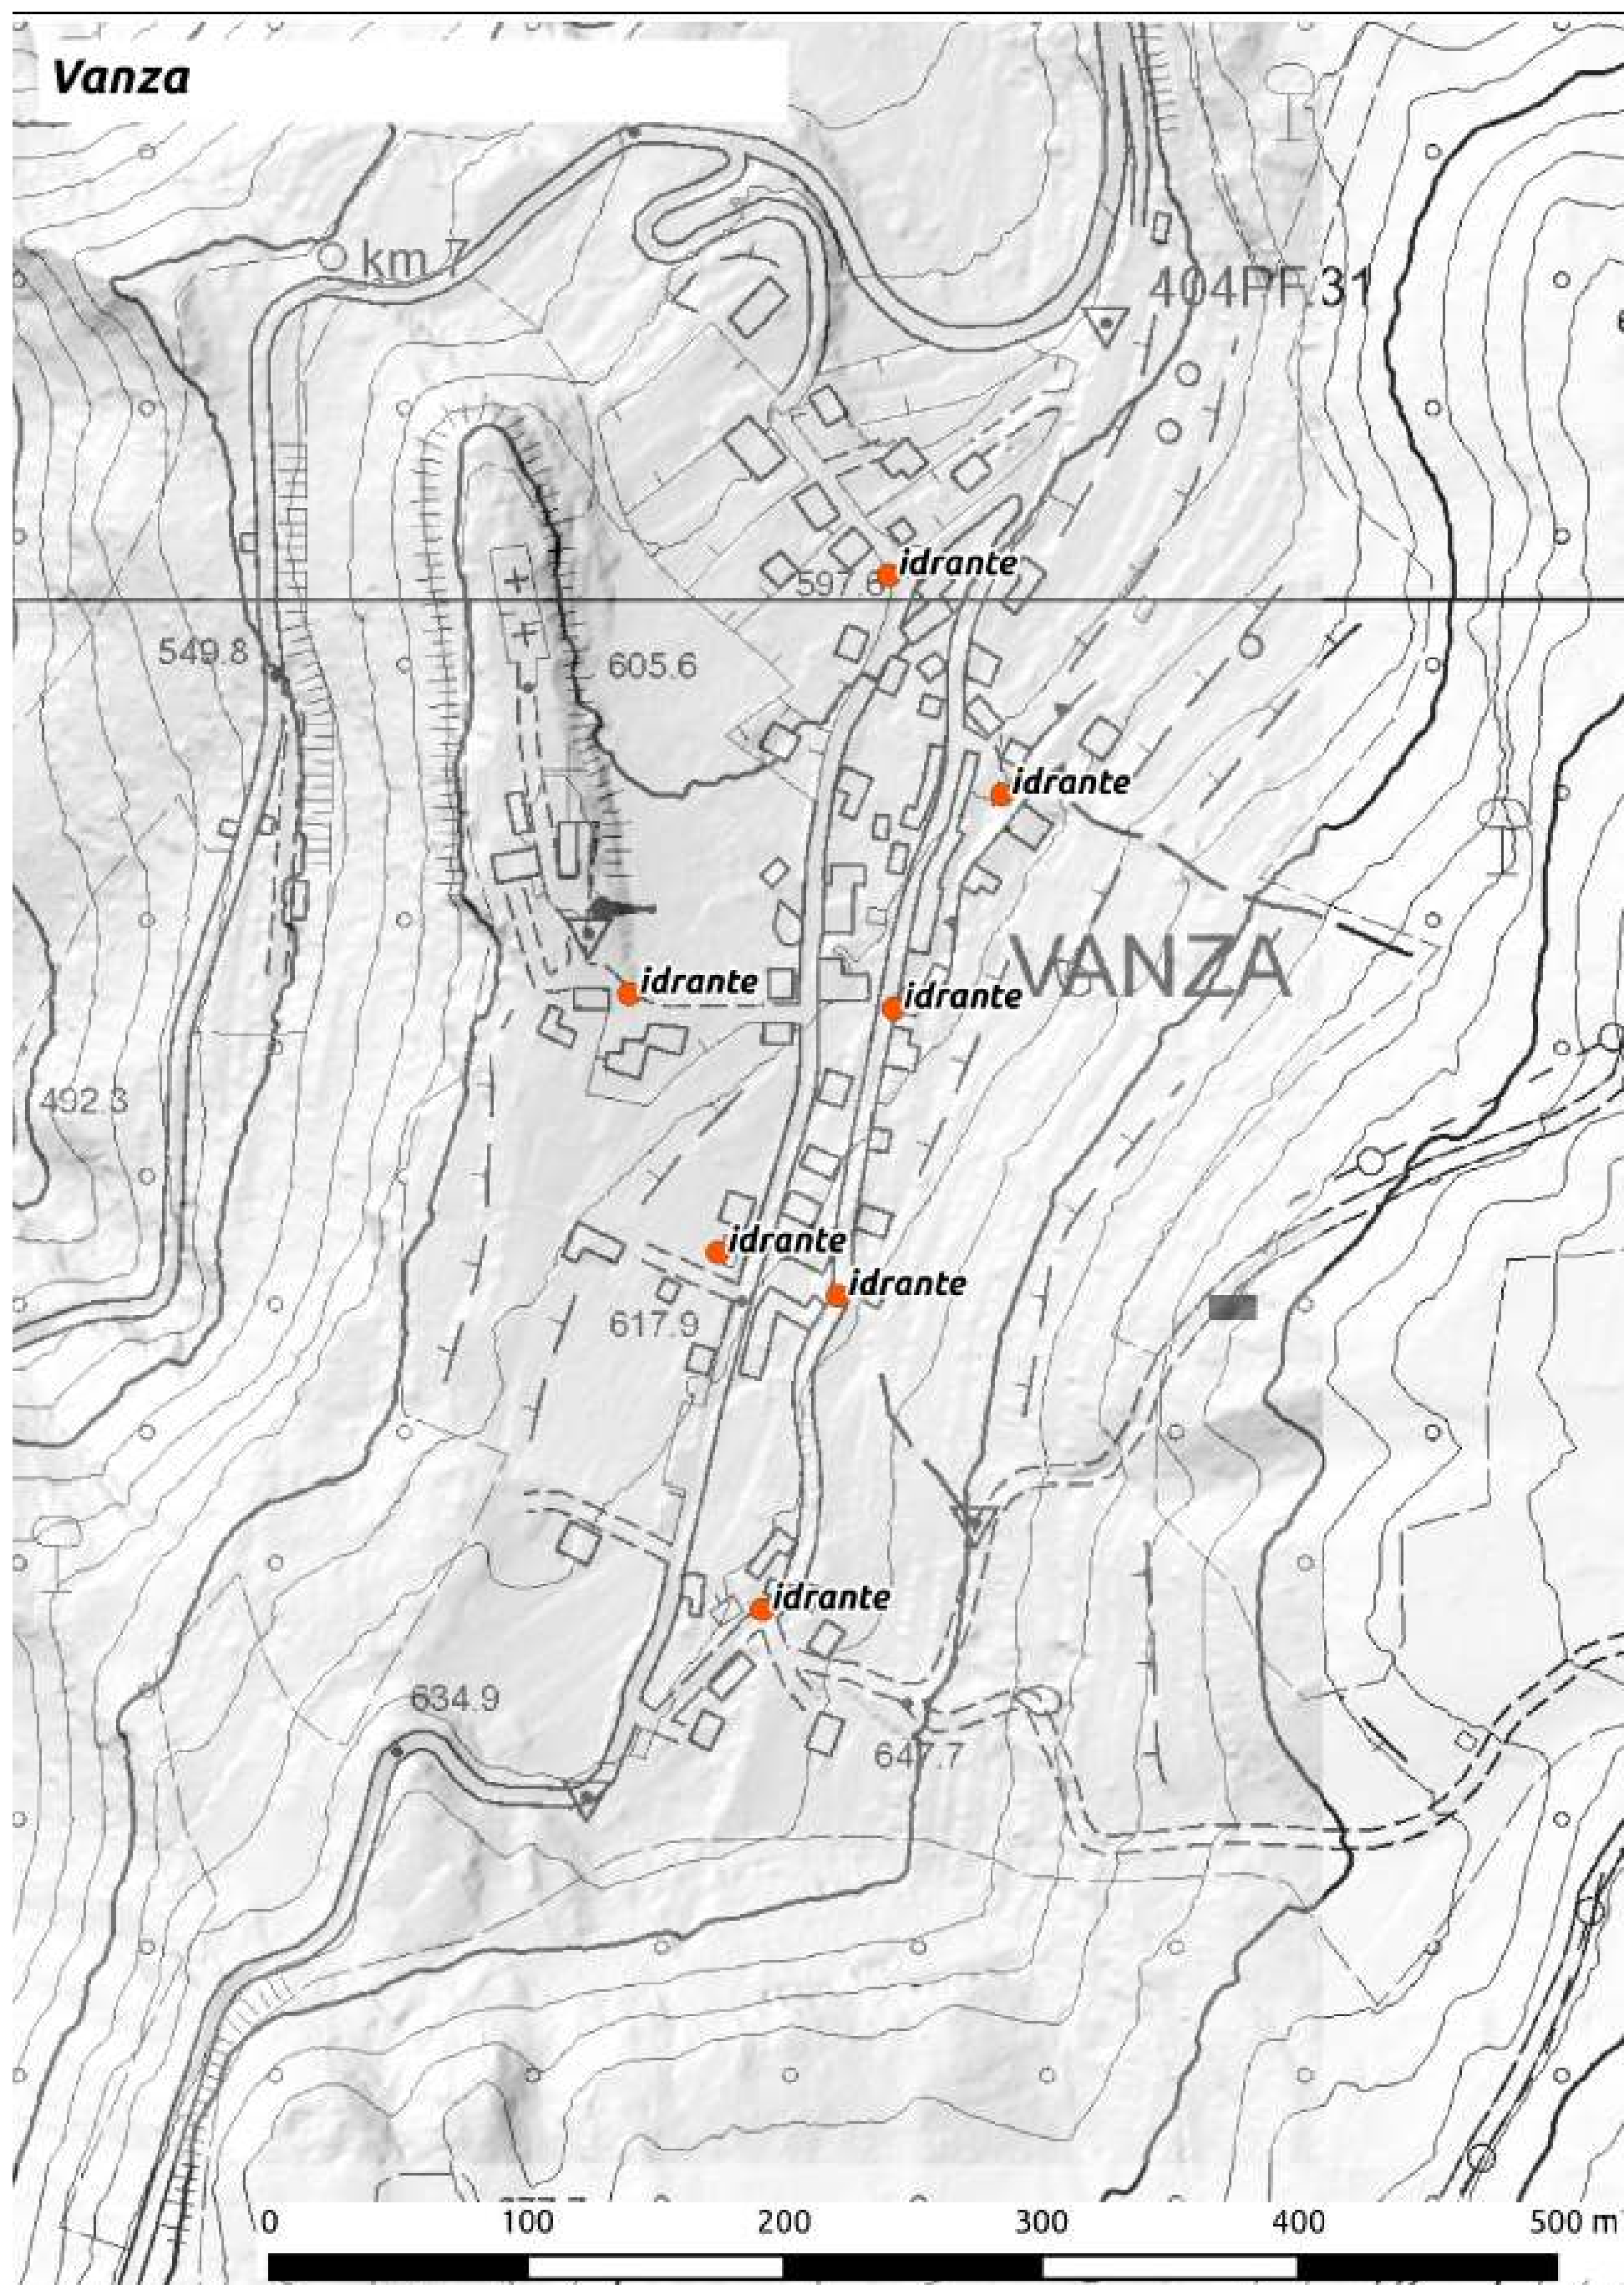 Vanza
km 7
404PF.31
idrante
597.6
549.8
605.6
idrante
VANZA
idrante
idrante
492.3
idrante
idrante
617.9
idrante
634.9
647.7
0 100 200 300 400 500 m